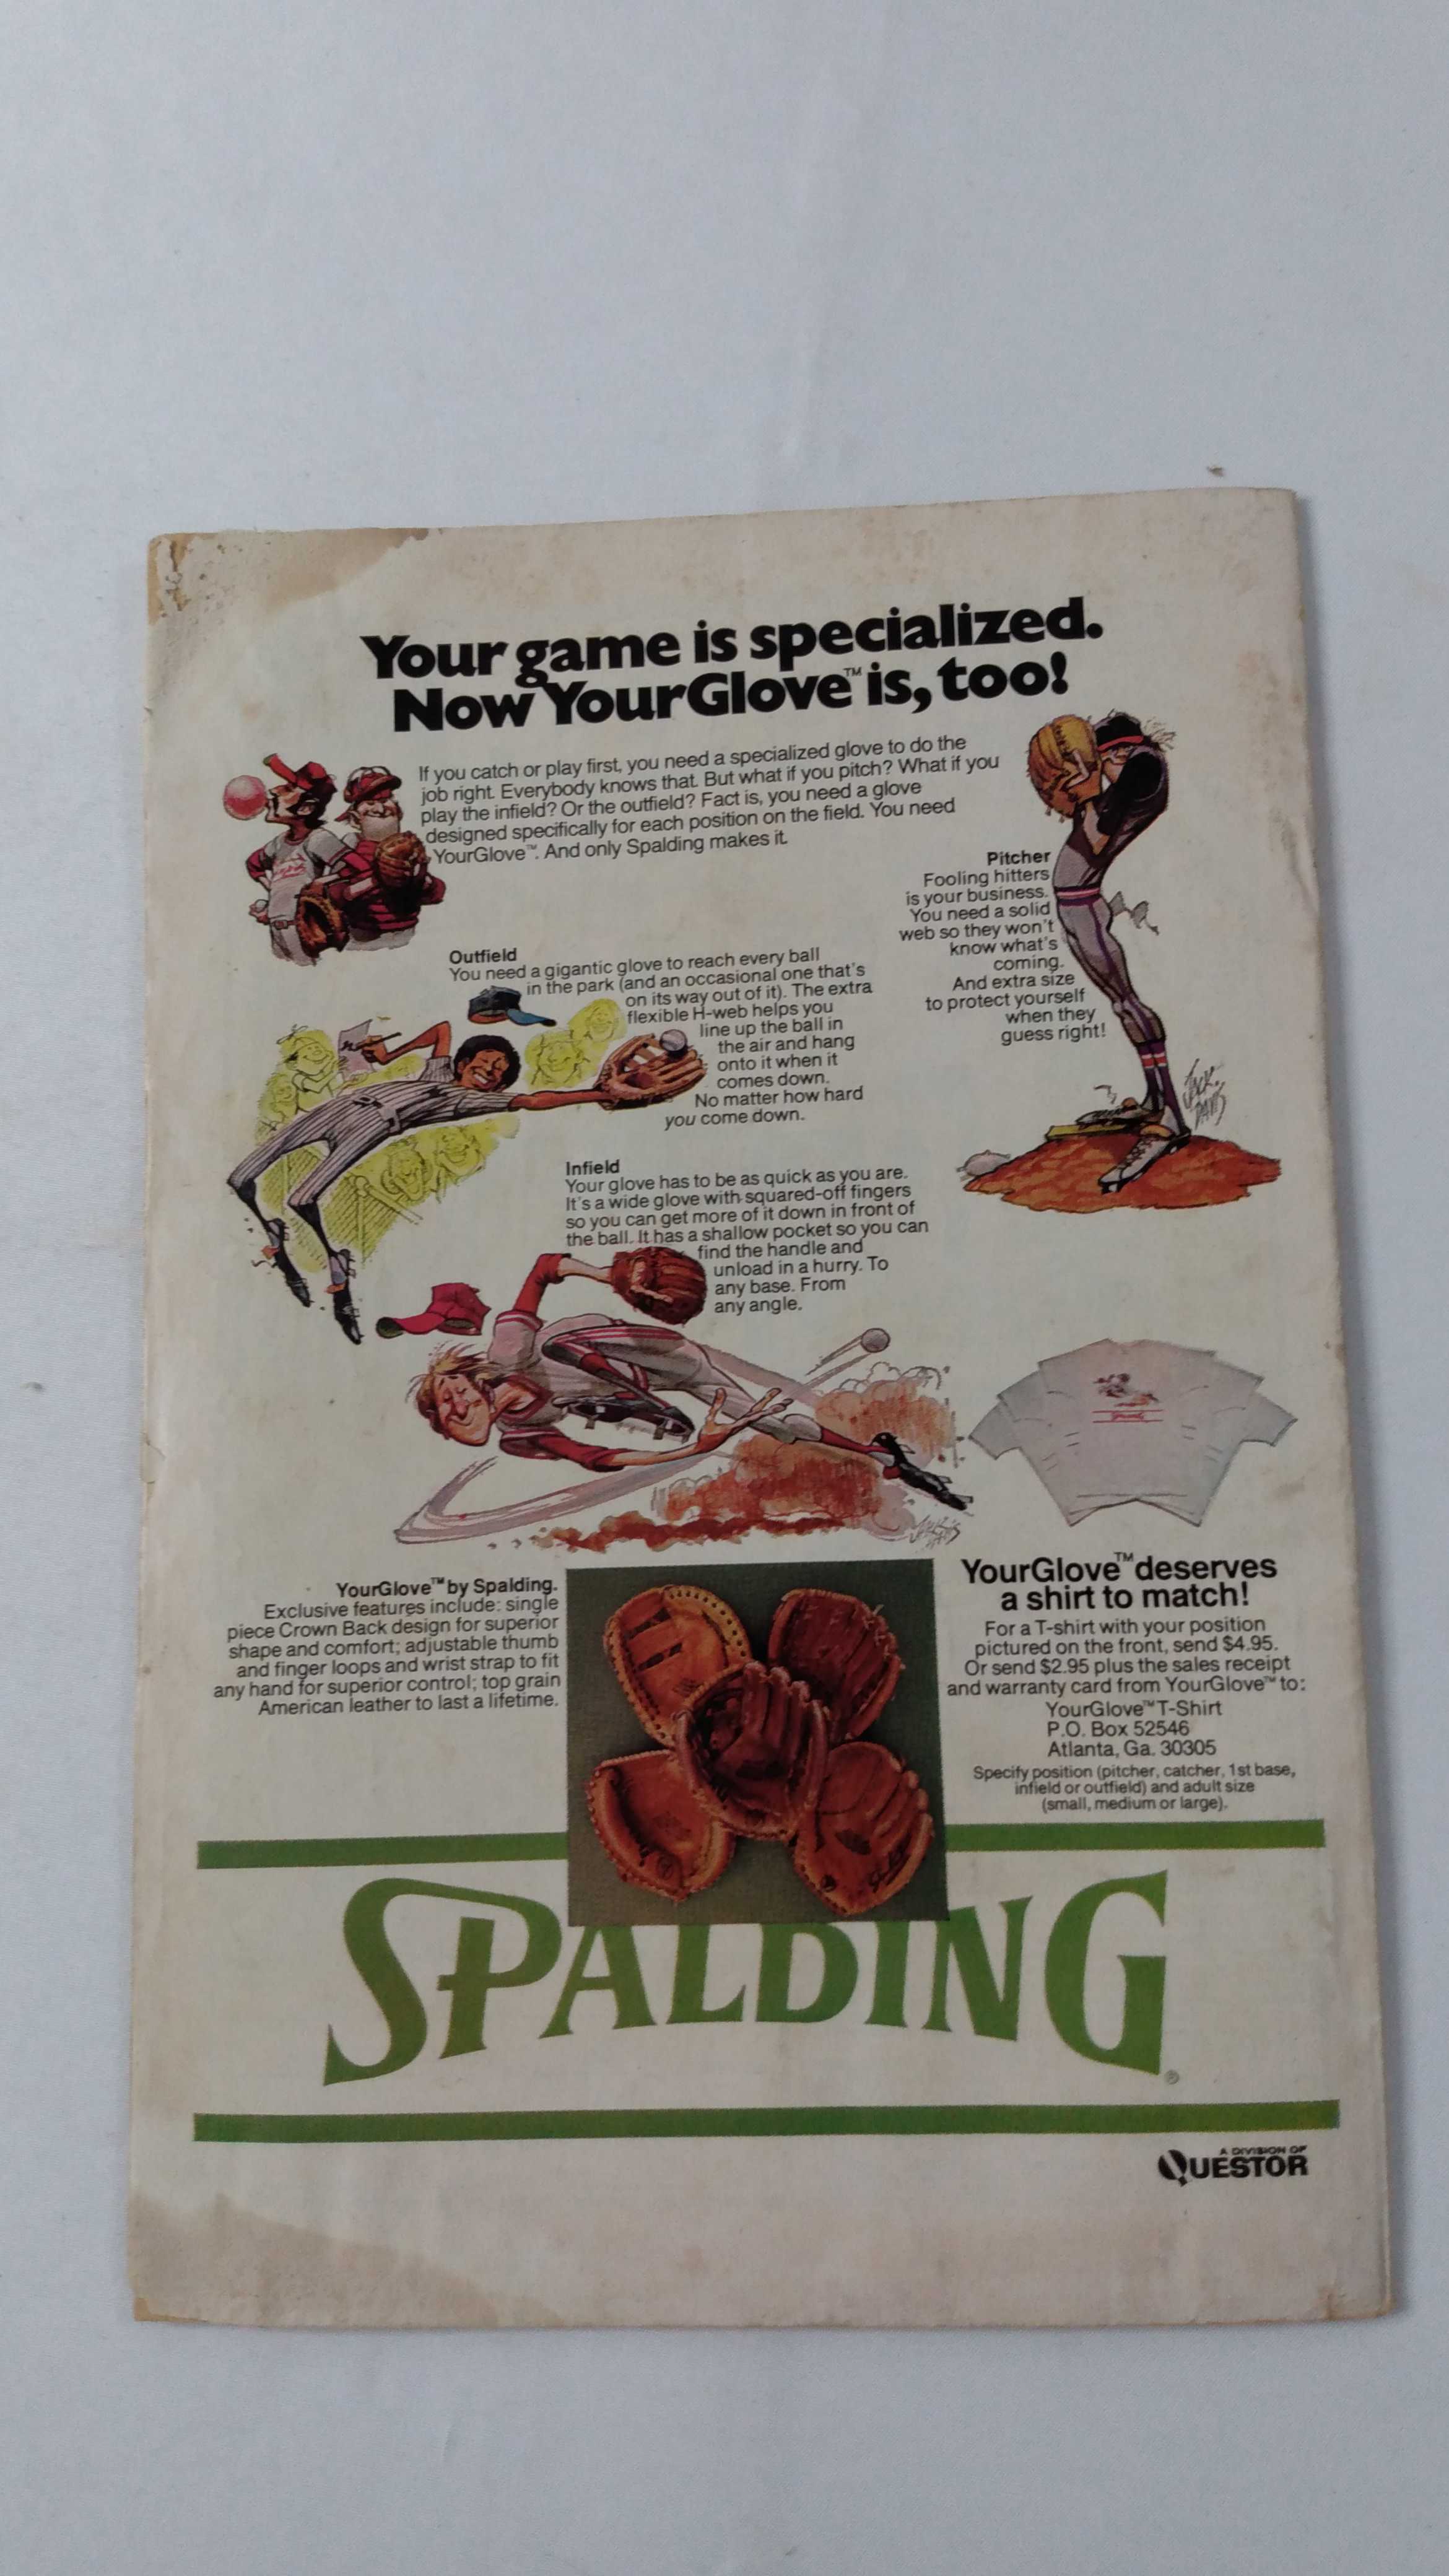 Your game is specialized.
Now YourGlove™ is, too!
If you catch or play first, you need a specialized glove to do the
job right. Everybody knows that. But what if you pitch? What if you
play the infield? Or the outfield? Fact is, you need a glove
designed specifically for each position on the field. You need
YourGlove™. And only Spalding makes it.
Pitcher
Fooling hitters
is your business.
You need a solid
web so they won't
know what's
coming.
And extra size
to protect yourself
when they
guess right!
Outfield
You need a gigantic glove to reach every ball
in the park (and an occasional one that's
on its way out of it). The extra
flexible H-web helps you
line up the ball in
the air and hang
onto it when it
comes down.
No matter how hard
you come down.
JACK
DAVIS
Infield
Your glove has to be as quick as you are.
It's a wide glove with squared-off fingers
so you can get more of it down in front of
the ball. It has a shallow pocket so you can
find the handle and
unload in a hurry. To
any base. From
any angle.
JACK DAVIS
Spalding
YourGlove™ by Spalding.
Exclusive features include: single
piece Crown Back design for superior
shape and comfort; adjustable thumb
and finger loops and wrist strap to fit
any hand for superior control; top grain
American leather to last a lifetime.
YourGlove™ deserves
a shirt to match!
For a T-shirt with your position
pictured on the front, send $4.95.
Or send $2.95 plus the sales receipt
and warranty card from YourGlove™ to:
YourGlove™ T-Shirt
P.O. Box 52546
Atlanta, Ga. 30305
Specify position (pitcher, catcher, 1st base,
infield or outfield) and adult size
(small, medium or large).
SPALDING®
A DIVISION OF
QUESTOR